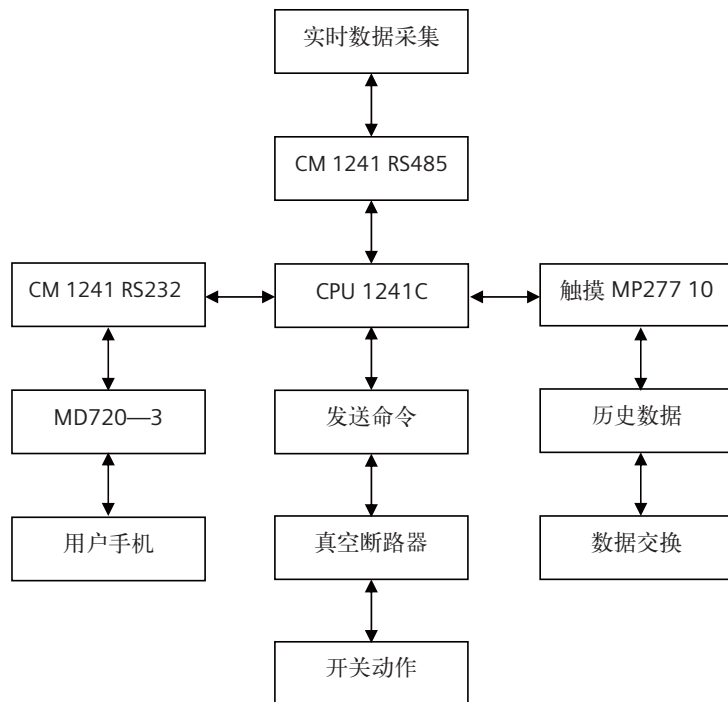 实时数据采集
CM 1241 RS485
CM 1241 RS232
CPU 1241C
触摸 MP277 10
MD720—3
发送命令
历史数据
用户手机
真空断路器
数据交换
开关动作